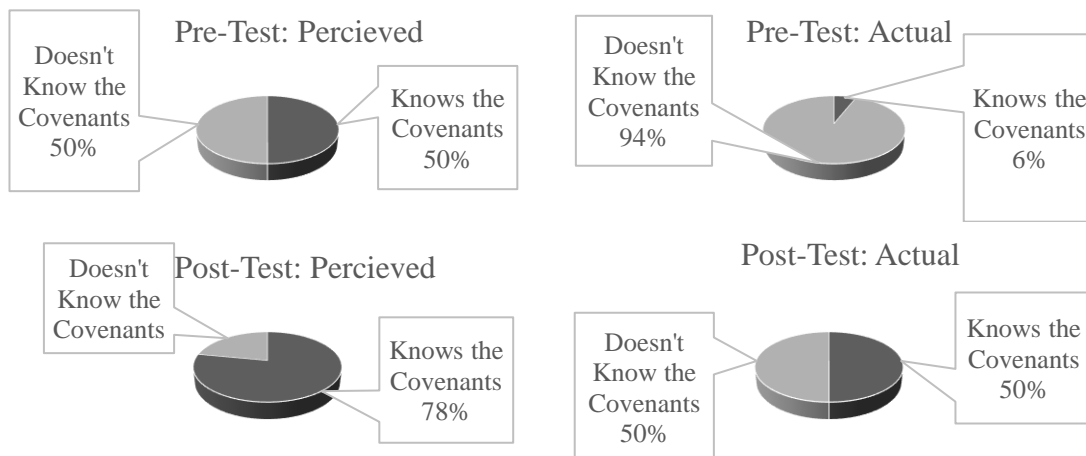 Pre-Test: Percieved
Doesn't
Know the
Covenants
50%
Knows the
Covenants
50%
Pre-Test: Actual
Doesn't
Know the
Covenants
94%
Knows the
Covenants
6%
Post-Test: Percieved
Doesn't
Know the
Covenants
Knows the
Covenants
78%
Post-Test: Actual
Doesn't
Know the
Covenants
50%
Knows the
Covenants
50%